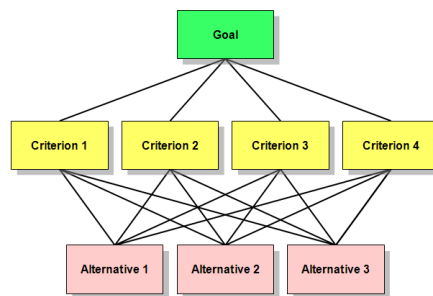 Goal
Criterion 1
Criterion 2
Criterion 3
Criterion 4
Alternative 1
Alternative 2
Alternative 3